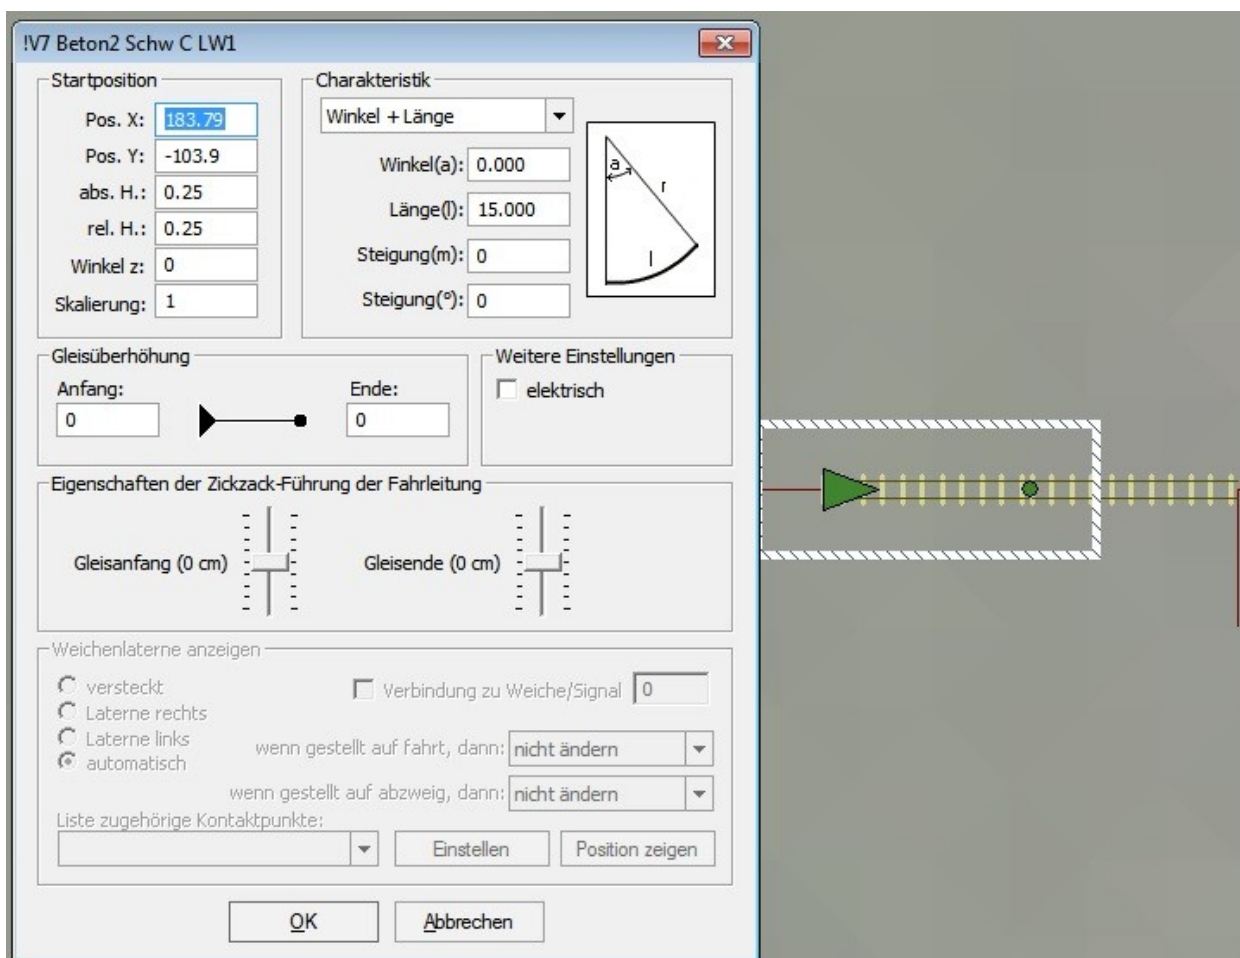 !V7 Beton2 Schw C LW1
Startposition
Pos. X: 183.79
Pos. Y: -103.9
abs. H.: 0.25
rel. H.: 0.25
Winkel z: 0
Skalierung: 1
Charakteristik
Winkel + Länge
Winkel(a): 0.000
Länge(l): 15.000
Steigung(m): 0
Steigung(°): 0
a
r
l
Gleisüberhöhung
Anfang: Ende:
0 0
Weitere Einstellungen
elektrisch
Eigenschaften der Zickzack-Führung der Fahrleitung
Gleisanfang (0 cm) Gleisende (0 cm)
Weichenlaterne anzeigen
versteckt
Laterne rechts
Laterne links
automatisch
Verbindung zu Weiche/Signal 0
wenn gestellt auf fahrt, dann: nicht ändern
wenn gestellt auf abzweig, dann: nicht ändern
Liste zugehörige Kontaktpunkte:
Einstellen Position zeigen
OK Abbrechen